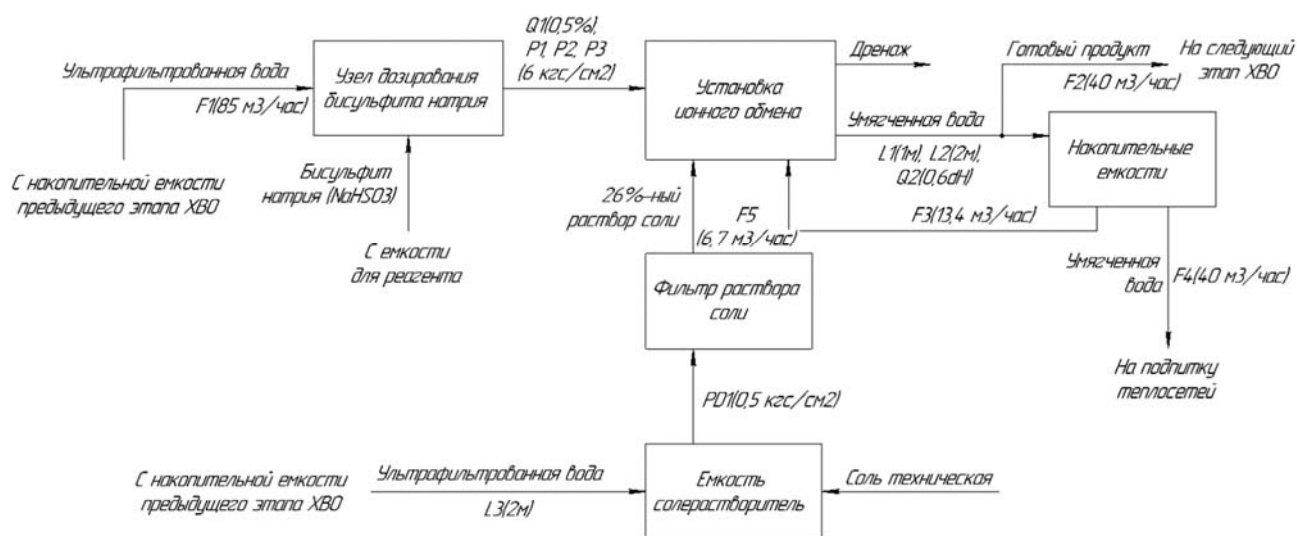 Ультрафильтрованная вода
F1(85 м3/час)
С накопительной емкости
предыдущего этапа ХВО
Узел дозирования
бисульфита натрия
Бисульфит
натрия (NaHSO3)
С емкости
для реагента
Q1(0,5%),
P1, P2, P3
(6 кгс/см2)
Установка
ионного обмена
Дренаж
Готовый продукт
F2(40 м3/час)
На следующий
этап ХВО
Умягченная вода
L1(1м), L2(2м),
Q2(0,6dH)
Накопительные
емкости
26%-ный
раствор соли
F5
(6,7 м3/час)
F3(13,4 м3/час)
Умягченная
вода
F4(40 м3/час)
На подпитку
теплосетей
Фильтр раствора
соли
PD1(0,5 кгс/см2)
С накопительной емкости
предыдущего этапа ХВО
Ультрафильтрованная вода
L3(2м)
Емкость
солерастворитель
Соль техническая